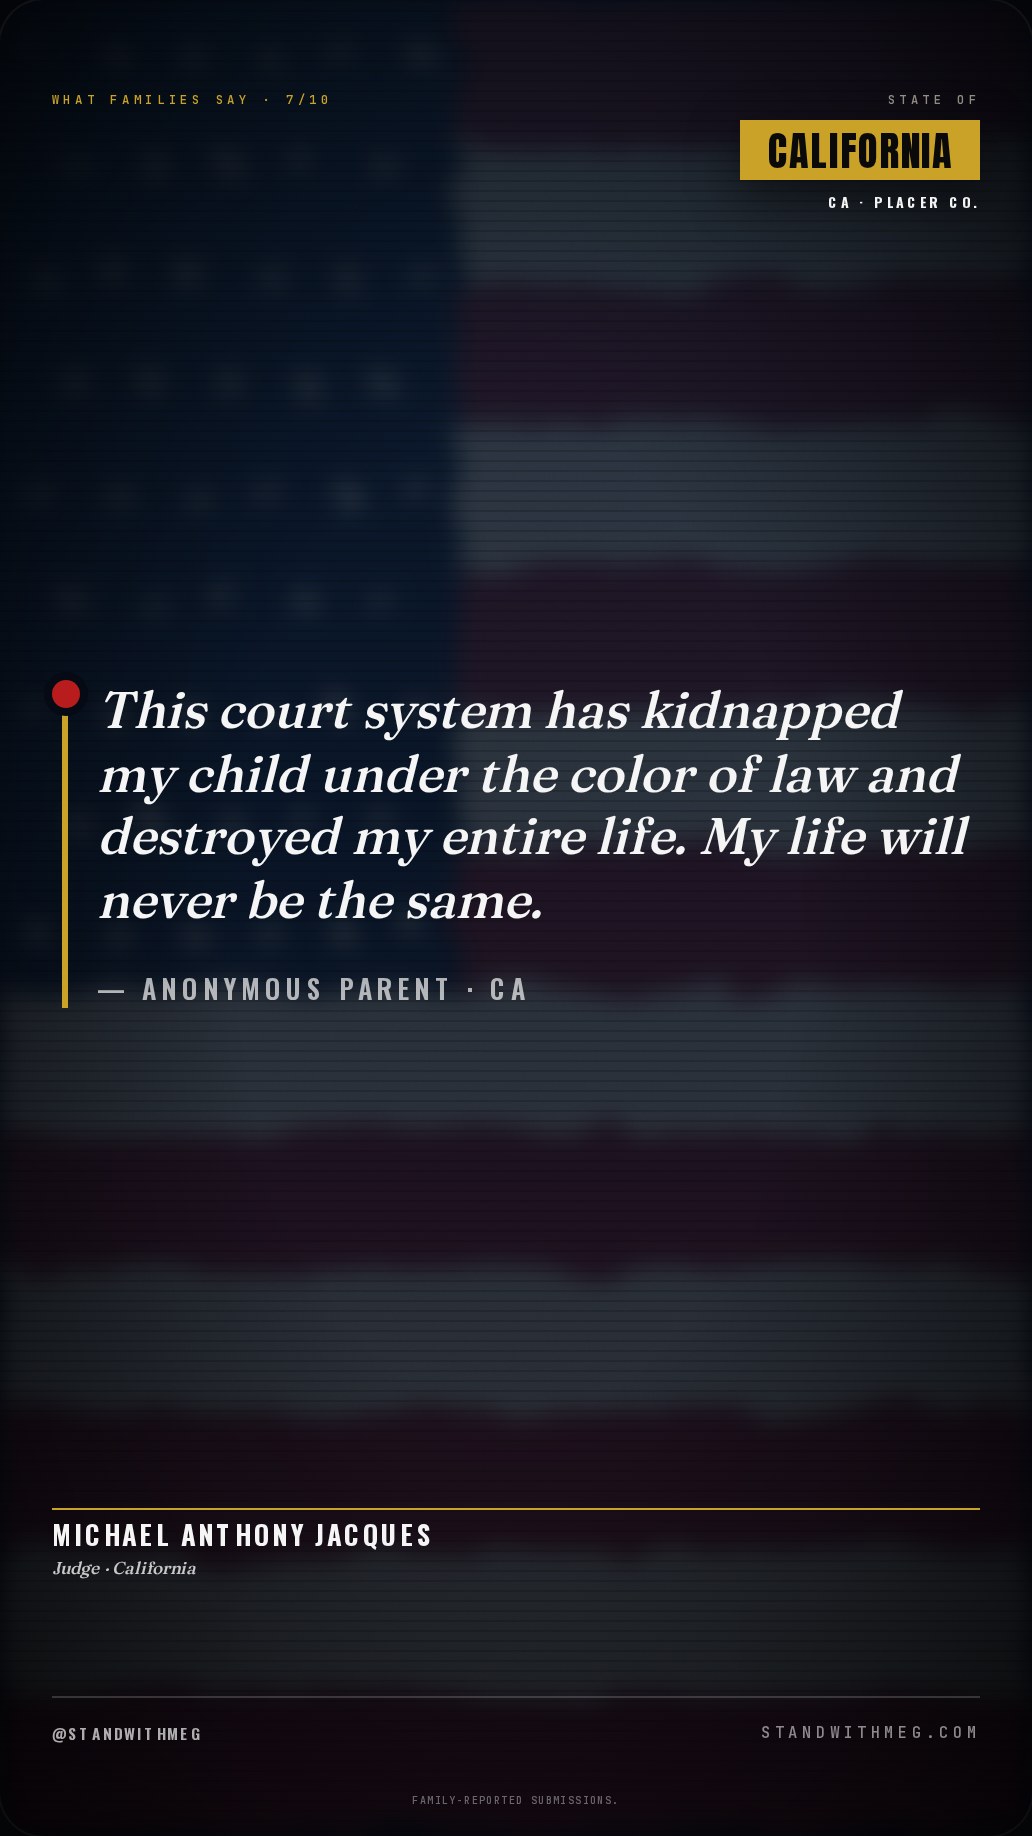 WHAT FAMILIES SAY · 7/10
STATE OF
CALIFORNIA
CA · PLACER CO.
This court system has kidnapped
my child under the color of law and
destroyed my entire life. My life will
never be the same.
— ANONYMOUS PARENT · CA
MICHAEL ANTHONY JACQUES
Judge · California
@STANDWITHMEG
STANDWITHMEG.COM
FAMILY-REPORTED SUBMISSIONS.